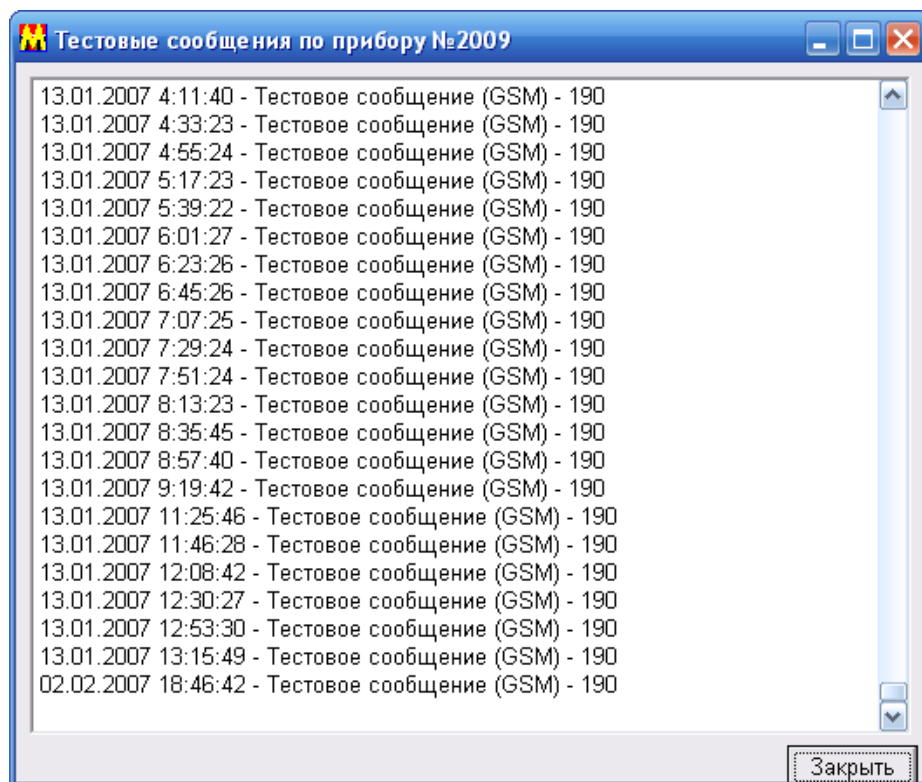 Тестовые сообщения по прибору №2009
13.01.2007 4:11:40 - Тестовое сообщение (GSM) - 190
13.01.2007 4:33:23 - Тестовое сообщение (GSM) - 190
13.01.2007 4:55:24 - Тестовое сообщение (GSM) - 190
13.01.2007 5:17:23 - Тестовое сообщение (GSM) - 190
13.01.2007 5:39:22 - Тестовое сообщение (GSM) - 190
13.01.2007 6:01:27 - Тестовое сообщение (GSM) - 190
13.01.2007 6:23:26 - Тестовое сообщение (GSM) - 190
13.01.2007 6:45:26 - Тестовое сообщение (GSM) - 190
13.01.2007 7:07:25 - Тестовое сообщение (GSM) - 190
13.01.2007 7:29:24 - Тестовое сообщение (GSM) - 190
13.01.2007 7:51:24 - Тестовое сообщение (GSM) - 190
13.01.2007 8:13:23 - Тестовое сообщение (GSM) - 190
13.01.2007 8:35:45 - Тестовое сообщение (GSM) - 190
13.01.2007 8:57:40 - Тестовое сообщение (GSM) - 190
13.01.2007 9:19:42 - Тестовое сообщение (GSM) - 190
13.01.2007 11:25:46 - Тестовое сообщение (GSM) - 190
13.01.2007 11:46:28 - Тестовое сообщение (GSM) - 190
13.01.2007 12:08:42 - Тестовое сообщение (GSM) - 190
13.01.2007 12:30:27 - Тестовое сообщение (GSM) - 190
13.01.2007 12:53:30 - Тестовое сообщение (GSM) - 190
13.01.2007 13:15:49 - Тестовое сообщение (GSM) - 190
02.02.2007 18:46:42 - Тестовое сообщение (GSM) - 190
Закрыть